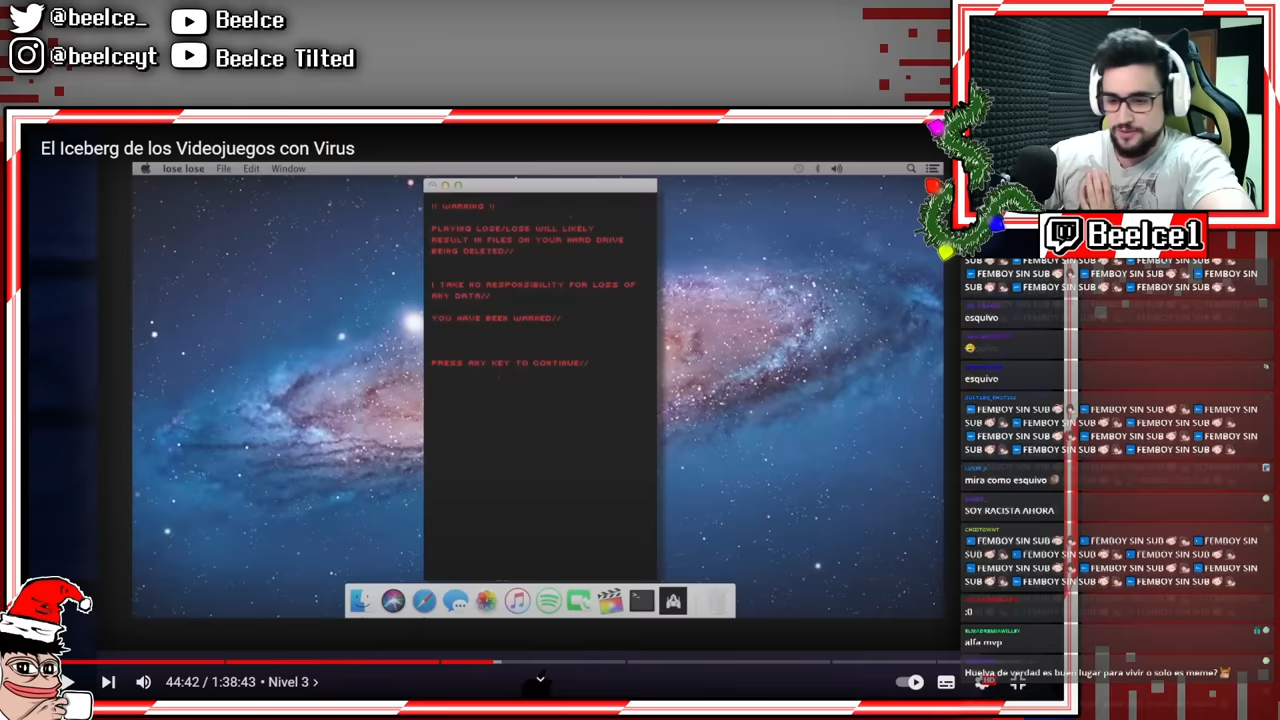 @beelce_
Beelce
@beelceyt
Beelce Tilted
El Iceberg de los Videojuegos con Virus
lose lose File Edit Window
!! WARNING !!
PLAYING LOSE/LOSE WILL LIKELY
RESULT IN FILES ON YOUR HARD DRIVE
BEING DELETED//
I TAKE NO RESPONSIBILITY FOR LOSS OF
ANY DATA//
YOU HAVE BEEN WARNED//
PRESS ANY KEY TO CONTINUE//
44:42 / 1:38:43 • Nivel 3 >
Beelce1
SUB FEMBOY SIN SUB FEMBOY SIN SUB
FEMBOY SIN SUB FEMBOY SIN SUB FEMBOY SIN
SUB FEMBOY SIN SUB FEMBOY SIN SUB
esquivo
esquivo
FEMBOY SIN SUB FEMBOY SIN SUB FEMBOY SIN
SUB FEMBOY SIN SUB FEMBOY SIN SUB
FEMBOY SIN SUB FEMBOY SIN SUB FEMBOY SIN
SUB FEMBOY SIN SUB FEMBOY SIN SUB
mira como esquivo
SOY RACISTA AHORA
FEMBOY SIN SUB FEMBOY SIN SUB FEMBOY SIN
SUB FEMBOY SIN SUB FEMBOY SIN SUB
FEMBOY SIN SUB FEMBOY SIN SUB FEMBOY SIN
SUB FEMBOY SIN SUB FEMBOY SIN SUB
:0
alfa mvp
Huelva de verdad es buen lugar para vivir o solo es meme?
HD